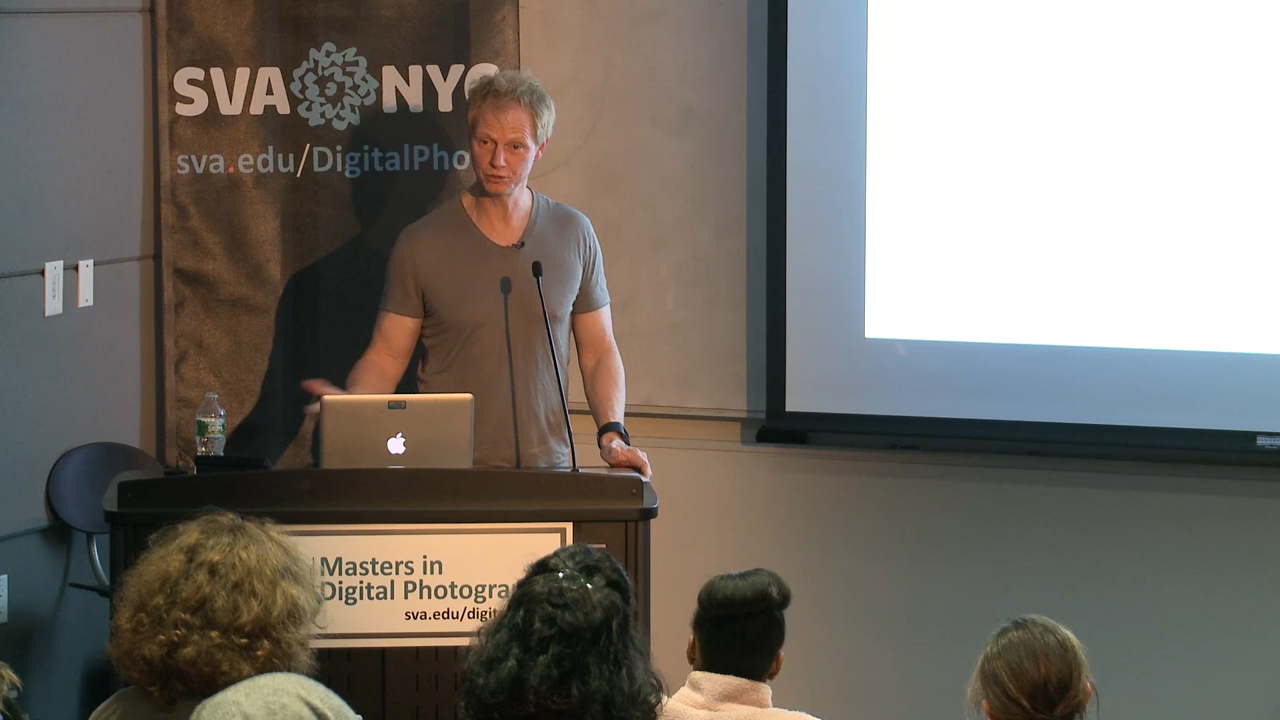 SVA NYC
sva.edu/DigitalPho
Masters in
Digital Photogra
sva.edu/digit